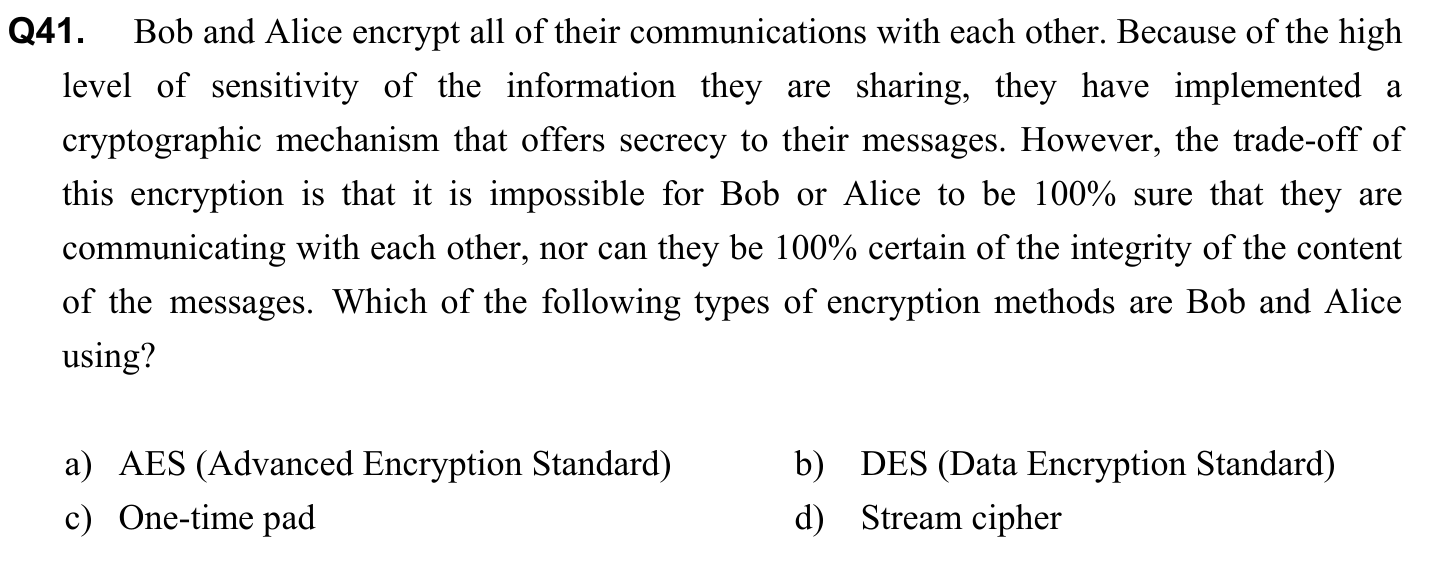 Q41. Bob and Alice encrypt all of their communications with each other. Because of the high
level of sensitivity of the information they are sharing, they have implemented a
cryptographic mechanism that offers secrecy to their messages. However, the trade-off of
this encryption is that it is impossible for Bob or Alice to be 100% sure that they are
communicating with each other, nor can they be 100% certain of the integrity of the content
of the messages. Which of the following types of encryption methods are Bob and Alice
using?
a) AES (Advanced Encryption Standard) b) DES (Data Encryption Standard)
c) One-time pad d) Stream cipher